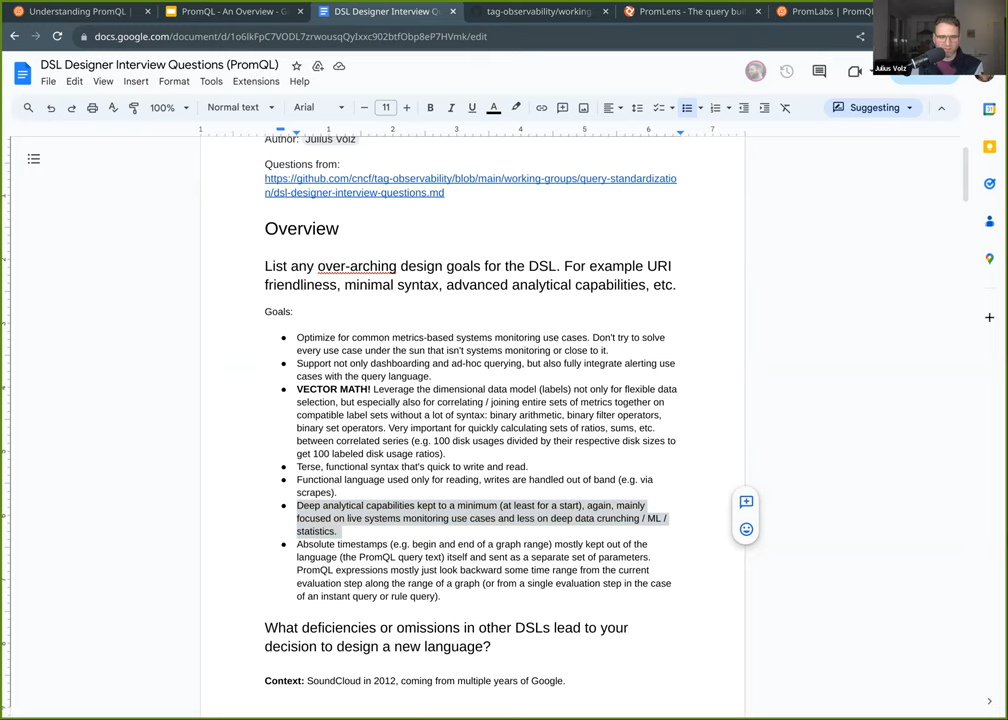 Understanding PromQL |
PromQL - An Overview - G
DSL Designer Interview Q
tag-observability/working
PromLens - The query bui
PromLabs | PromQL
docs.google.com/document/d/1o6lkFpC7VODL7zrwousqQyIxxc902btfObp8eP7HVmk/edit
Julius Volz
DSL Designer Interview Questions (PromQL)
File Edit View Insert Format Tools Extensions Help
100% Normal text Arial 11 B I U A Suggesting
1 1 2 3 4 5 6 7
Author: Julius Volz
Questions from:
https://github.com/cncf/tag-observability/blob/main/working-groups/query-standardizatio
n/dsl-designer-interview-questions.md
Overview
List any over-arching design goals for the DSL. For example URI
friendliness, minimal syntax, advanced analytical capabilities, etc.
Goals:
● Optimize for common metrics-based systems monitoring use cases. Don't try to solve
every use case under the sun that isn't systems monitoring or close to it.
● Support not only dashboarding and ad-hoc querying, but also fully integrate alerting use
cases with the query language.
● VECTOR MATH! Leverage the dimensional data model (labels) not only for flexible data
selection, but especially also for correlating / joining entire sets of metrics together on
compatible label sets without a lot of syntax: binary arithmetic, binary filter operators,
binary set operators. Very important for quickly calculating sets of ratios, sums, etc.
between correlated series (e.g. 100 disk usages divided by their respective disk sizes to
get 100 labeled disk usage ratios).
● Terse, functional syntax that's quick to write and read.
● Functional language used only for reading, writes are handled out of band (e.g. via
scrapes).
● Deep analytical capabilities kept to a minimum (at least for a start), again, mainly
focused on live systems monitoring use cases and less on deep data crunching / ML /
statistics.
● Absolute timestamps (e.g. begin and end of a graph range) mostly kept out of the
language (the PromQL query text) itself and sent as a separate set of parameters.
PromQL expressions mostly just look backward some time range from the current
evaluation step along the range of a graph (or from a single evaluation step in the case
of an instant query or rule query).
What deficiencies or omissions in other DSLs lead to your
decision to design a new language?
Context: SoundCloud in 2012, coming from multiple years of Google.